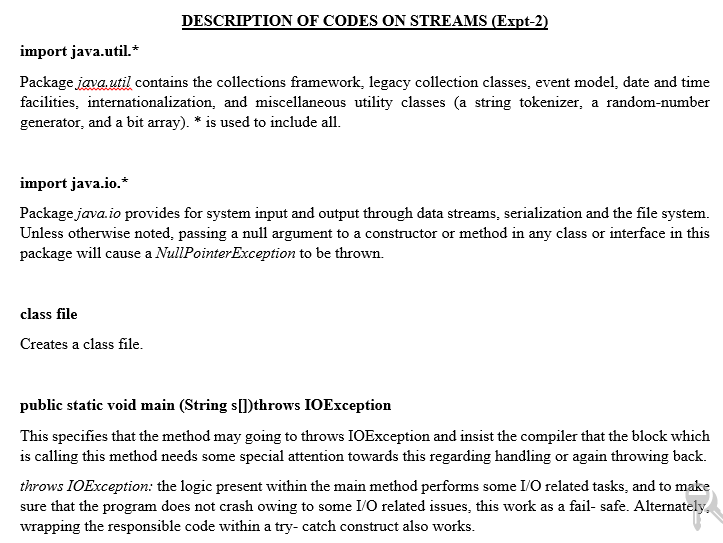 DESCRIPTION OF CODES ON STREAMS (Expt-2)
import java.util.*
Package java.util contains the collections framework, legacy collection classes, event model, date and time
facilities, internationalization, and miscellaneous utility classes (a string tokenizer, a random-number
generator, and a bit array). * is used to include all.
import java.io.*
Package java.io provides for system input and output through data streams, serialization and the file system.
Unless otherwise noted, passing a null argument to a constructor or method in any class or interface in this
package will cause a NullPointerException to be thrown.
class file
Creates a class file.
public static void main (String s[])throws IOException
This specifies that the method may going to throws IOException and insist the compiler that the block which
is calling this method needs some special attention towards this regarding handling or again throwing back.
throws IOException: the logic present within the main method performs some I/O related tasks, and to make
sure that the program does not crash owing to some I/O related issues, this work as a fail- safe. Alternately,
wrapping the responsible code within a try- catch construct also works.